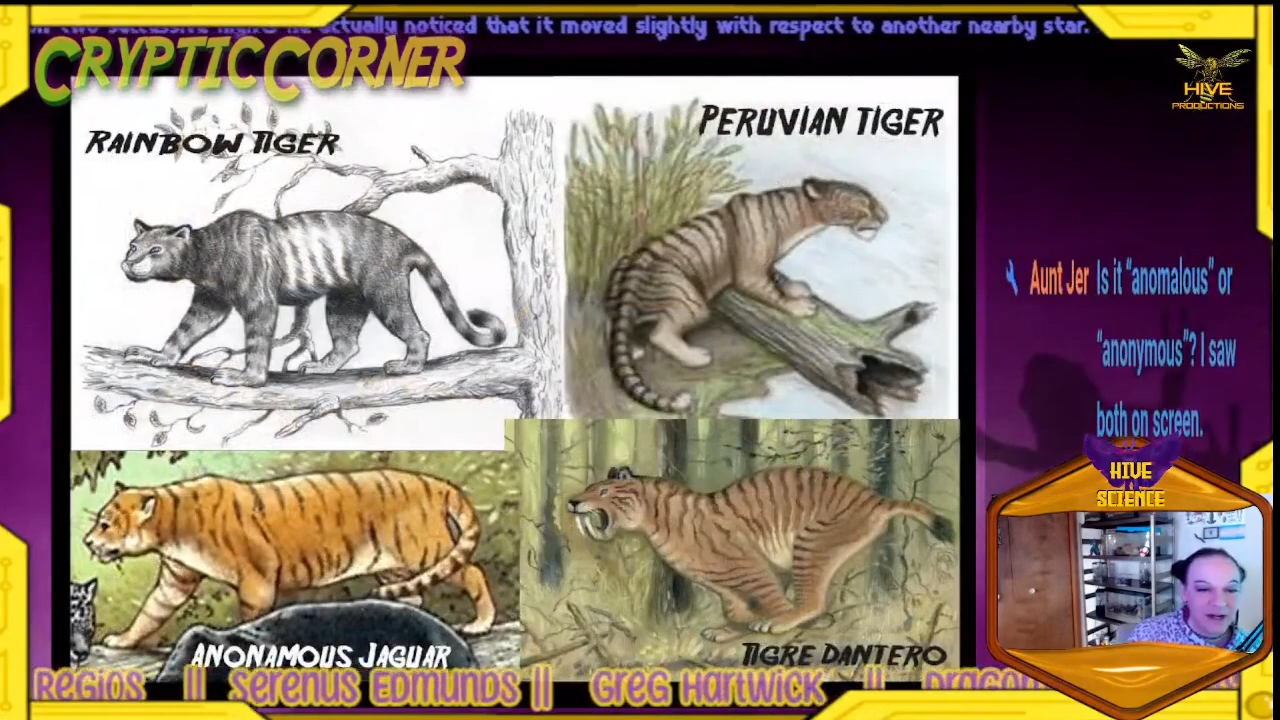 actually noticed that it moved slightly with respect to another nearby star.
CRYPTIC CORNER
HIVE
PRODUCTIONS
RAINBOW TIGER
PERUVIAN TIGER
Aunt Jer Is it “anomalous” or
“anonymous”? I saw
both on screen.
HIVE
SCIENCE
ANONAMOUS JAGUAR
TIGRE DANTERO
REGIOS || SERENUS EDMUNDS || GREG HARTWICK ||